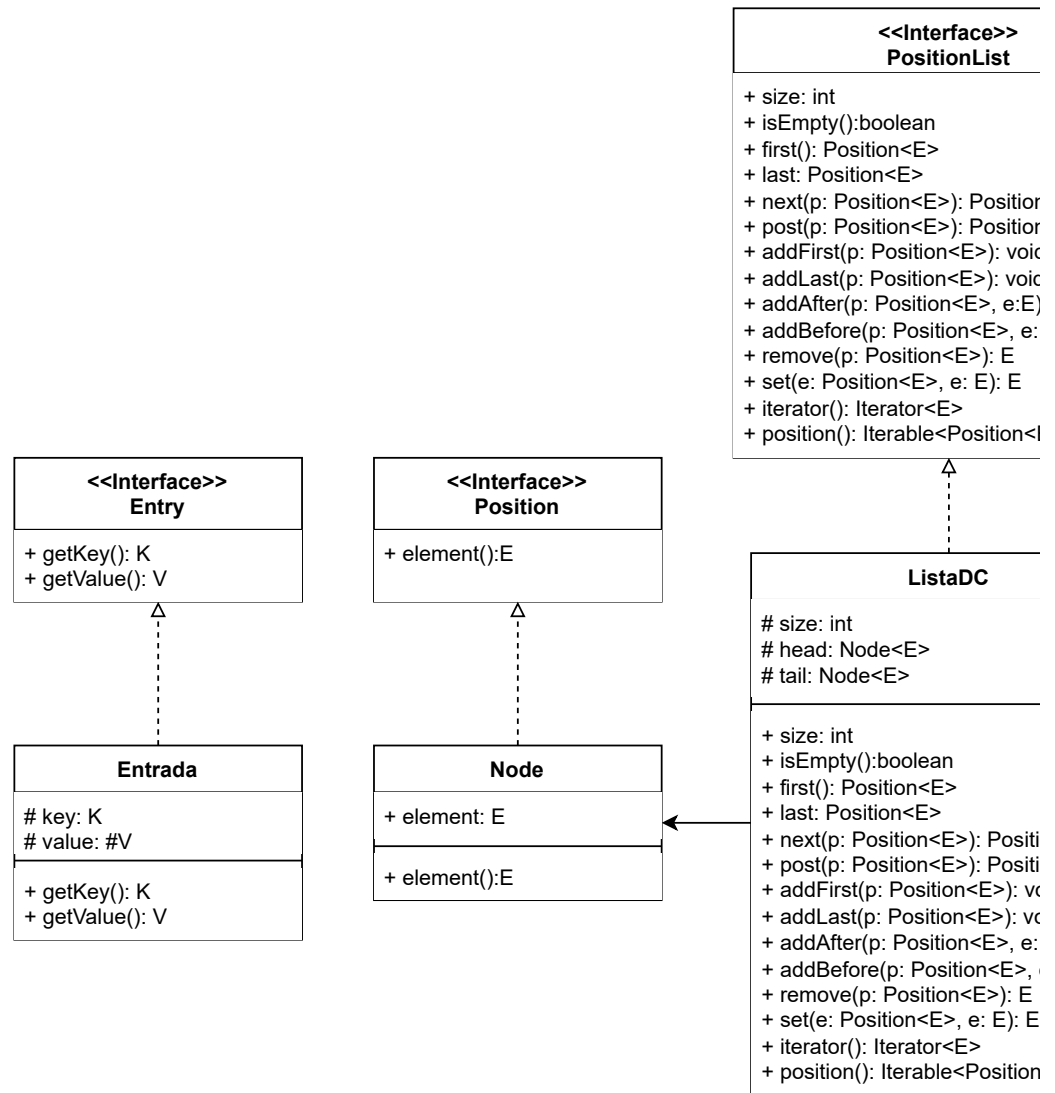 <<Interface>>
PositionList
+ size: int
+ isEmpty():boolean
+ first(): Position<E>
+ last: Position<E>
+ next(p: Position<E>): Position
+ post(p: Position<E>): Position
+ addFirst(p: Position<E>): void
+ addLast(p: Position<E>): void
+ addAfter(p: Position<E>, e:E)
+ addBefore(p: Position<E>, e:
+ remove(p: Position<E>): E
+ set(e: Position<E>, e: E): E
+ iterator(): Iterator<E>
+ position(): Iterable<Position<E
<<Interface>>
Entry
+ getKey(): K
+ getValue(): V
<<Interface>>
Position
+ element():E
Entrada
# key: K
# value: #V
+ getKey(): K
+ getValue(): V
Node
+ element: E
+ element():E
ListaDC
# size: int
# head: Node<E>
# tail: Node<E>
+ size: int
+ isEmpty():boolean
+ first(): Position<E>
+ last: Position<E>
+ next(p: Position<E>): Positi
+ post(p: Position<E>): Positi
+ addFirst(p: Position<E>): vo
+ addLast(p: Position<E>): vo
+ addAfter(p: Position<E>, e:
+ addBefore(p: Position<E>,
+ remove(p: Position<E>): E
+ set(e: Position<E>, e: E): E
+ iterator(): Iterator<E>
+ position(): Iterable<Position